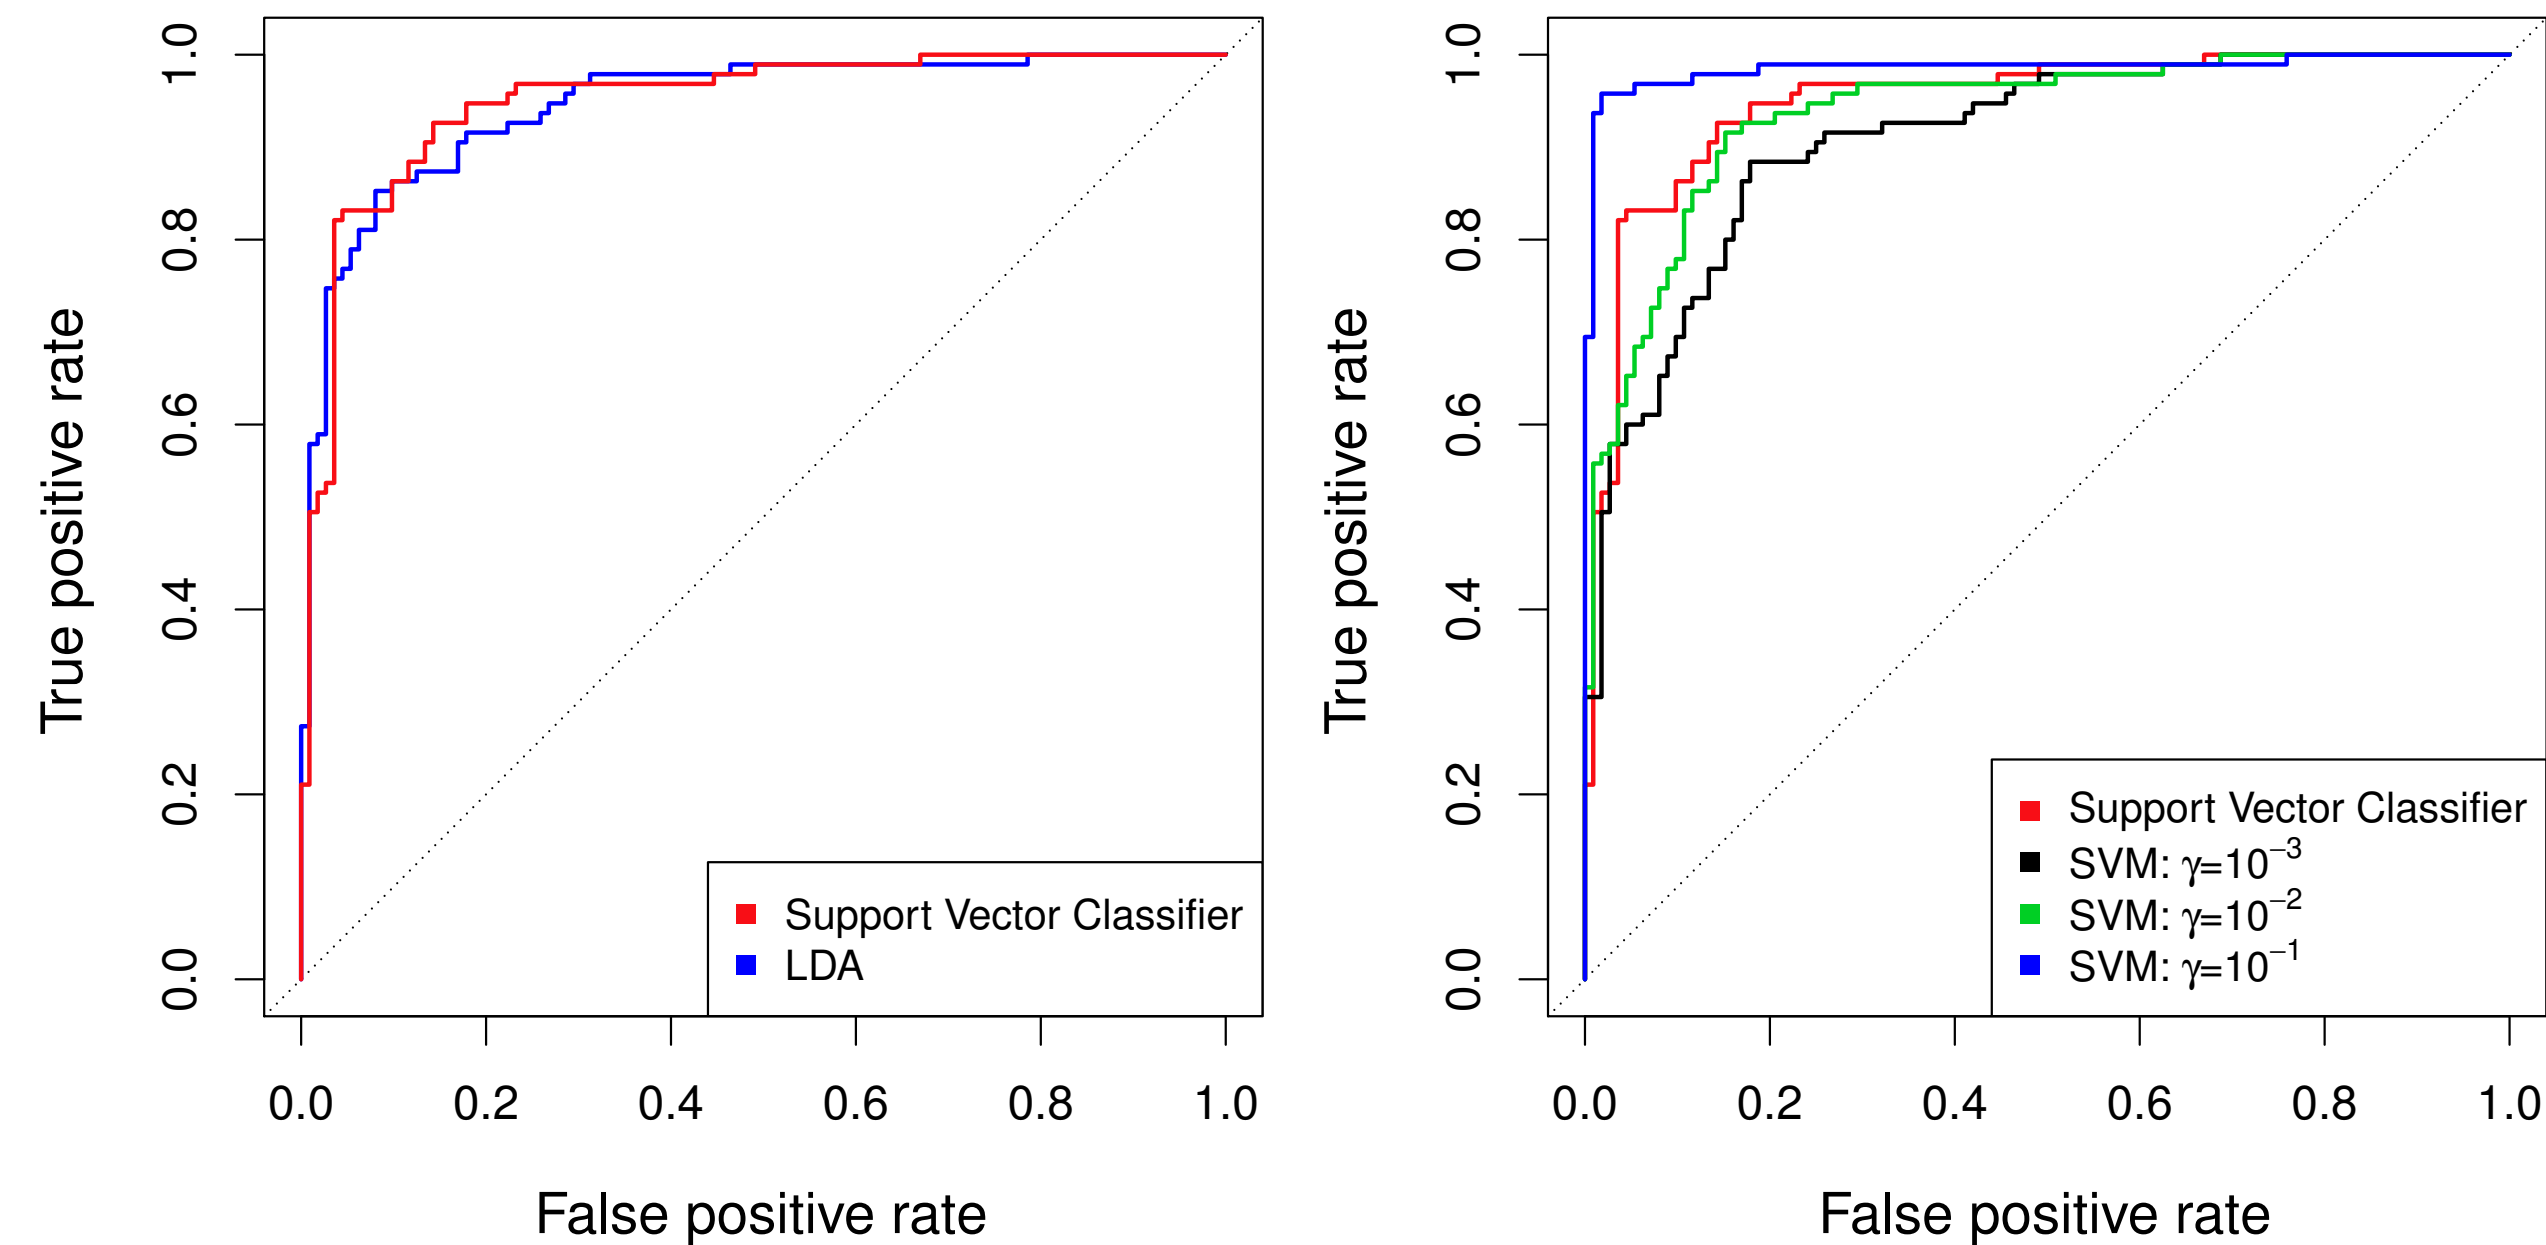 True positive rate
0.0 0.2 0.4 0.6 0.8 1.0
Support Vector Classifier
LDA
0.0 0.2 0.4 0.6 0.8 1.0
False positive rate
True positive rate
0.0 0.2 0.4 0.6 0.8 1.0
Support Vector Classifier
SVM: γ=10⁻³
SVM: γ=10⁻²
SVM: γ=10⁻¹
0.0 0.2 0.4 0.6 0.8 1.0
False positive rate